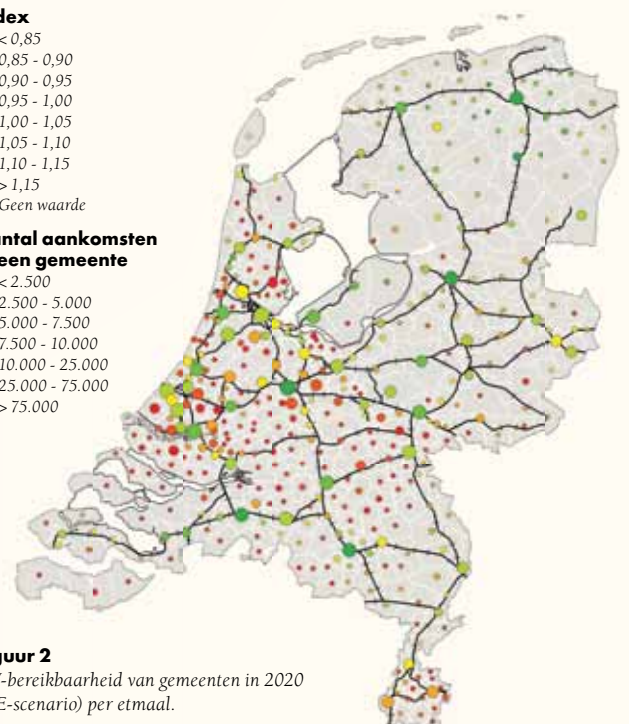 dex
< 0,85
0,85 - 0,90
0,90 - 0,95
0,95 - 1,00
1,00 - 1,05
1,05 - 1,10
1,10 - 1,15
> 1,15
Geen waarde
ntal aankomsten
een gemeente
< 2.500
2.500 - 5.000
5.000 - 7.500
7.500 - 10.000
10.000 - 25.000
25.000 - 75.000
> 75.000
guur 2
-bereikbaarheid van gemeenten in 2020
E-scenario) per etmaal.